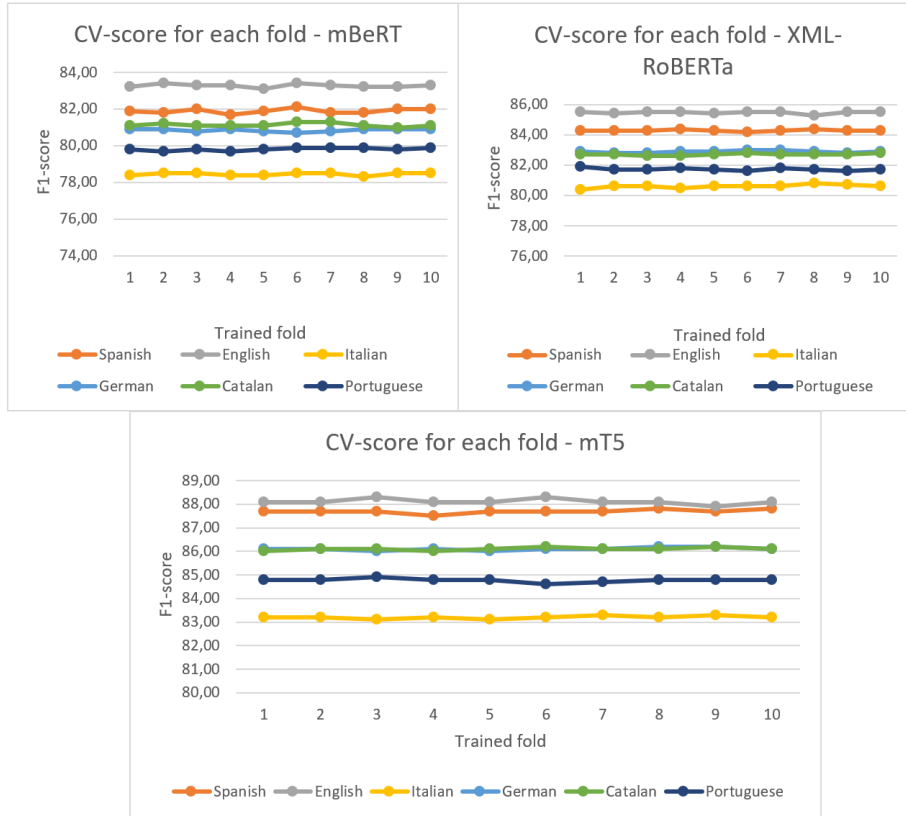 CV-score for each fold - mBeRT
84,00
82,00
80,00
78,00
76,00
74,00
F1-score
1 2 3 4 5 6 7 8 9 10
Trained fold
Spanish English Italian
German Catalan Portuguese
CV-score for each fold - XML-
RoBERTa
86,00
84,00
82,00
80,00
78,00
76,00
F1-score
1 2 3 4 5 6 7 8 9 10
Trained fold
Spanish English Italian
German Catalan Portuguese
CV-score for each fold - mT5
89,00
88,00
87,00
86,00
85,00
84,00
83,00
82,00
81,00
80,00
F1-score
1 2 3 4 5 6 7 8 9 10
Trained fold
Spanish English Italian German Catalan Portuguese